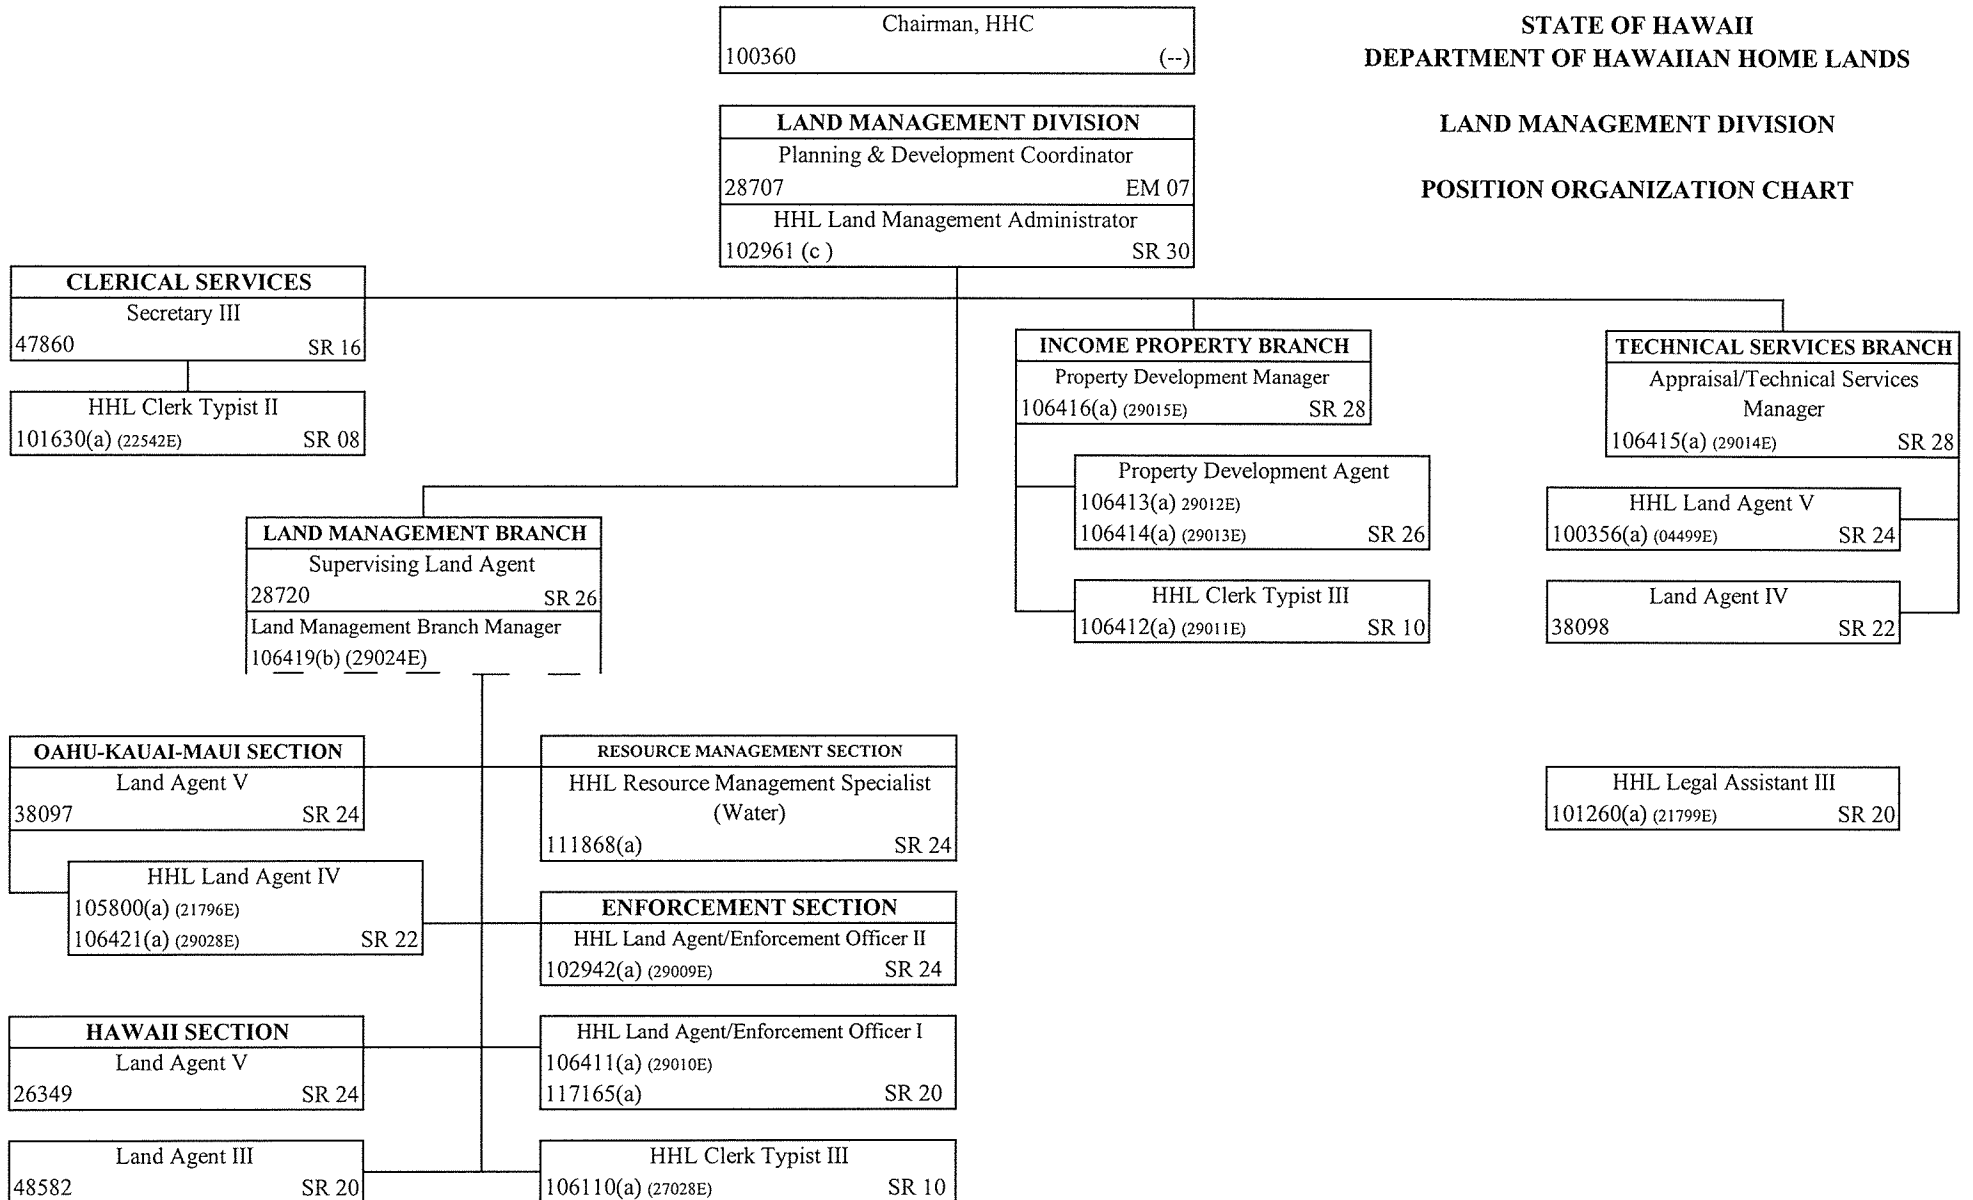 Chairman, HHC
100360 (--)
STATE OF HAWAII
DEPARTMENT OF HAWAIIAN HOME LANDS
LAND MANAGEMENT DIVISION
POSITION ORGANIZATION CHART
LAND MANAGEMENT DIVISION
Planning & Development Coordinator
28707 EM 07
HHL Land Management Administrator
102961 (c ) SR 30
CLERICAL SERVICES
Secretary III
47860 SR 16
HHL Clerk Typist II
101630(a) (22542E) SR 08
INCOME PROPERTY BRANCH
Property Development Manager
106416(a) (29015E) SR 28
Property Development Agent
106413(a) 29012E)
106414(a) (29013E) SR 26
HHL Clerk Typist III
106412(a) (29011E) SR 10
TECHNICAL SERVICES BRANCH
Appraisal/Technical Services
Manager
106415(a) (29014E) SR 28
HHL Land Agent V
100356(a) (04499E) SR 24
Land Agent IV
38098 SR 22
HHL Legal Assistant III
101260(a) (21799E) SR 20
LAND MANAGEMENT BRANCH
Supervising Land Agent
28720 SR 26
Land Management Branch Manager
106419(b) (29024E)
OAHU-KAUAI-MAUI SECTION
Land Agent V
38097 SR 24
HHL Land Agent IV
105800(a) (21796E)
106421(a) (29028E) SR 22
HAWAII SECTION
Land Agent V
26349 SR 24
Land Agent III
48582 SR 20
RESOURCE MANAGEMENT SECTION
HHL Resource Management Specialist
(Water)
111868(a) SR 24
ENFORCEMENT SECTION
HHL Land Agent/Enforcement Officer II
102942(a) (29009E) SR 24
HHL Land Agent/Enforcement Officer I
106411(a) (29010E)
117165(a) SR 20
HHL Clerk Typist III
106110(a) (27028E) SR 10